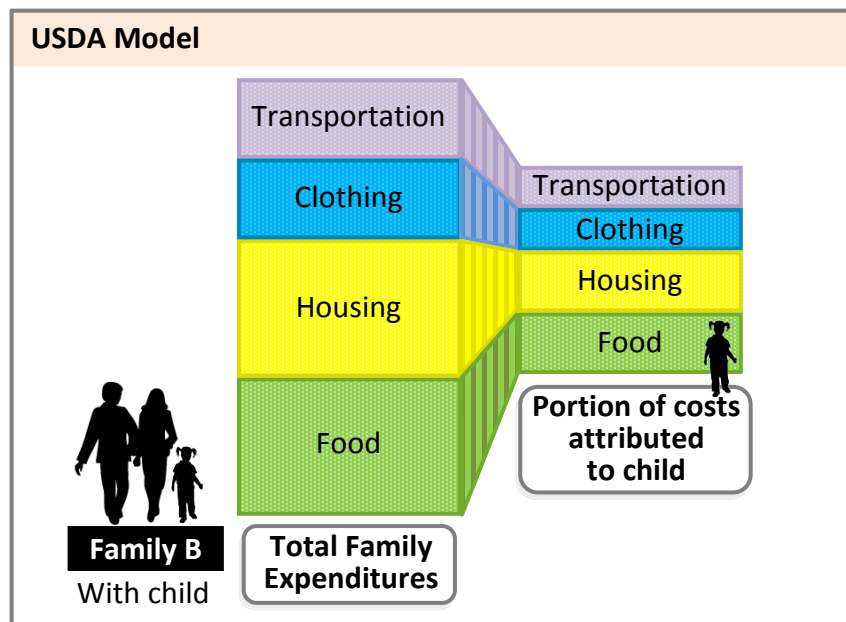 USDA Model
Transportation
Clothing
Housing
Food
Transportation
Clothing
Housing
Food
Portion of costs
attributed
to child
Family B
With child
Total Family
Expenditures